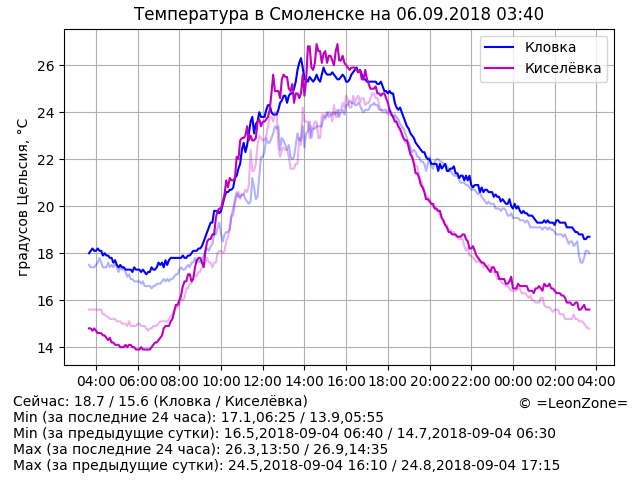 Температура в Смоленске на 06.09.2018 03:40
градусов Цельсия, °C
26
24
22
20
18
16
14
Кловка
Киселёвка
04:00 06:00 08:00 10:00 12:00 14:00 16:00 18:00 20:00 22:00 00:00 02:00 04:00
Сейчас: 18.7 / 15.6 (Кловка / Киселёвка)
© =LeonZone=
Min (за последние 24 часа): 17.1,06:25 / 13.9,05:55
Min (за предыдущие сутки): 16.5,2018-09-04 06:40 / 14.7,2018-09-04 06:30
Max (за последние 24 часа): 26.3,13:50 / 26.9,14:35
Max (за предыдущие сутки): 24.5,2018-09-04 16:10 / 24.8,2018-09-04 17:15